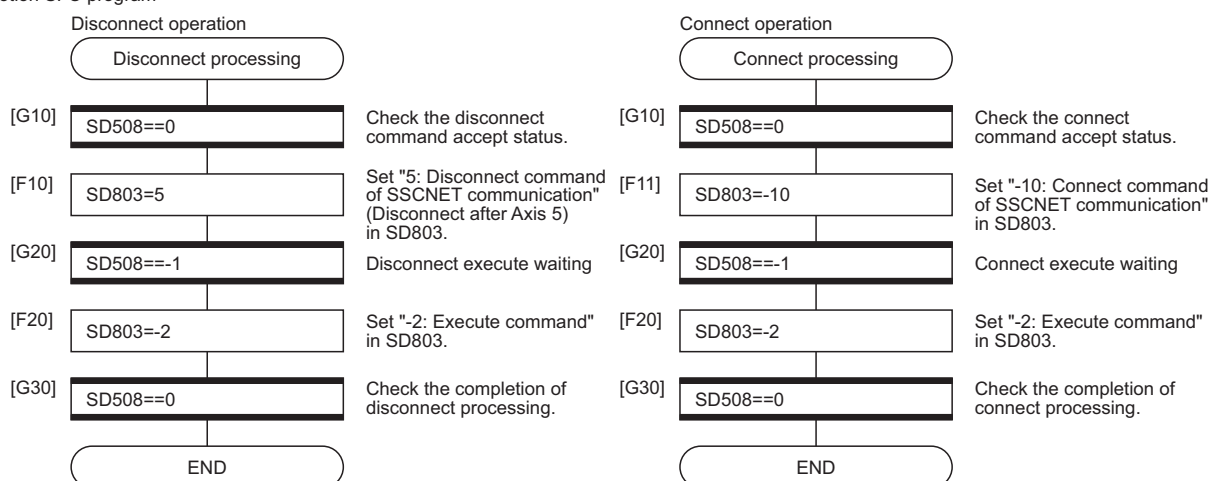 Disconnect operation
Disconnect processing
[G10]
SD508==0
Check the disconnect
command accept status.
[F10]
SD803=5
Set "5: Disconnect command
of SSCNET communication"
(Disconnect after Axis 5)
in SD803.
[G20]
SD508==-1
Disconnect execute waiting
[F20]
SD803=-2
Set "-2: Execute command"
in SD803.
[G30]
SD508==0
Check the completion of
disconnect processing.
END
Connect operation
Connect processing
[G10]
SD508==0
Check the connect
command accept status.
[F11]
SD803=-10
Set "-10: Connect command
of SSCNET communication"
in SD803.
[G20]
SD508==-1
Connect execute waiting
[F20]
SD803=-2
Set "-2: Execute command"
in SD803.
[G30]
SD508==0
Check the completion of
connect processing.
END